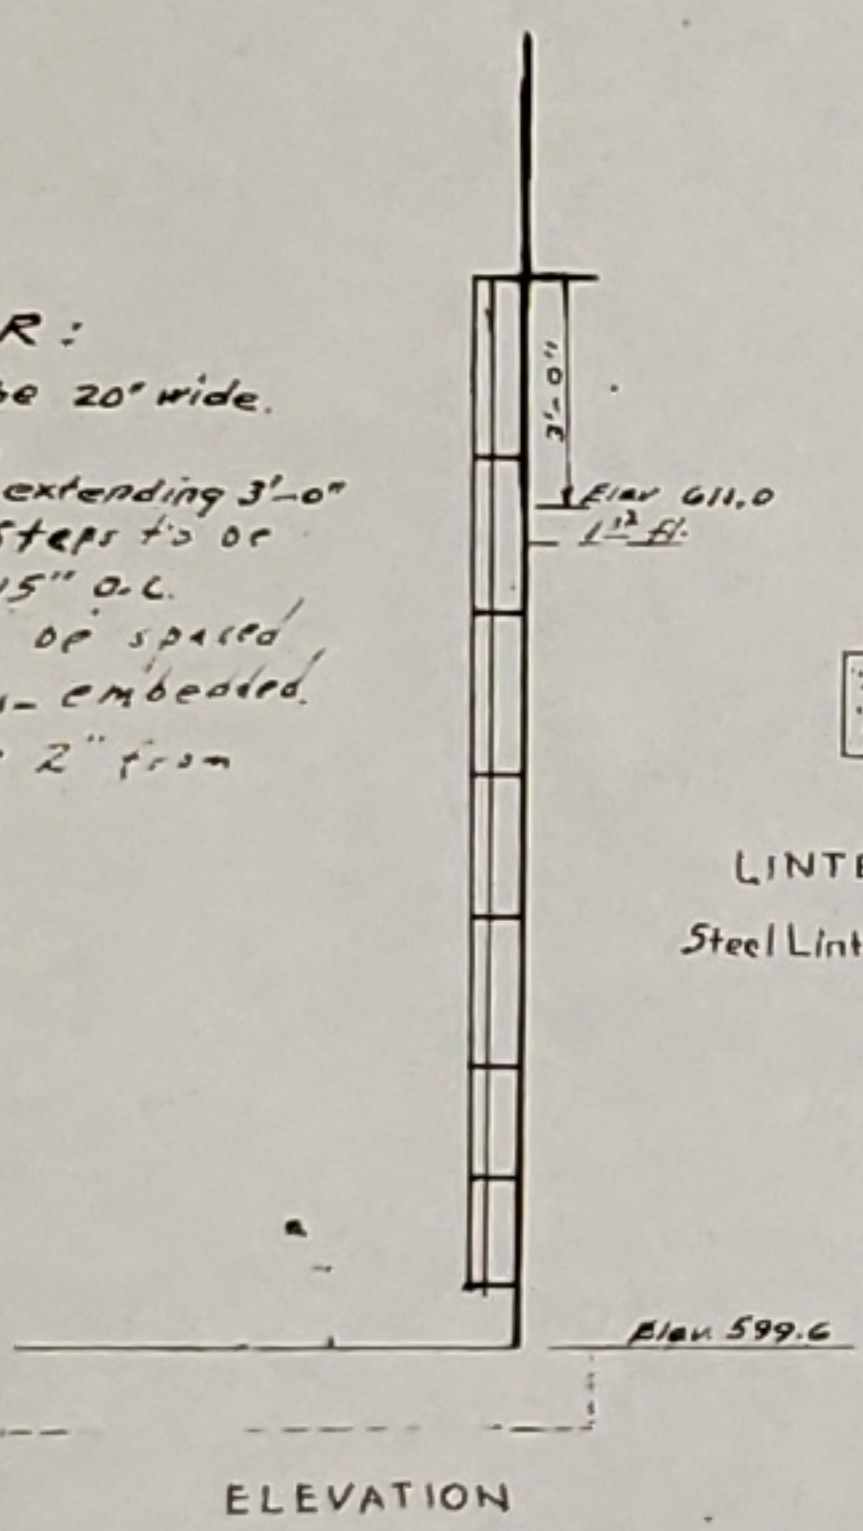 R:
be 20" wide.
extending 3'-0"
steps to be
15" O.C.
be spaced
embedded.
2" from
3'-0"
Elev 611.0
fl.
LINTE
Steel Lint
Elev. 599.6
ELEVATION